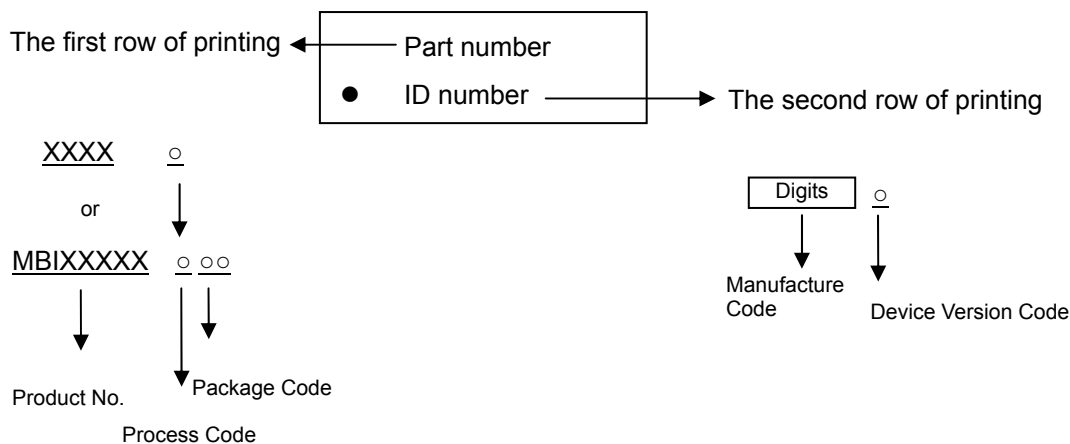 The first row of printing
Part number
ID number
The second row of printing
XXXX ○
or
MBIXXXXX ○ ○○
Product No.
Process Code
Package Code
Digits ○
Manufacture
Code
Device Version Code